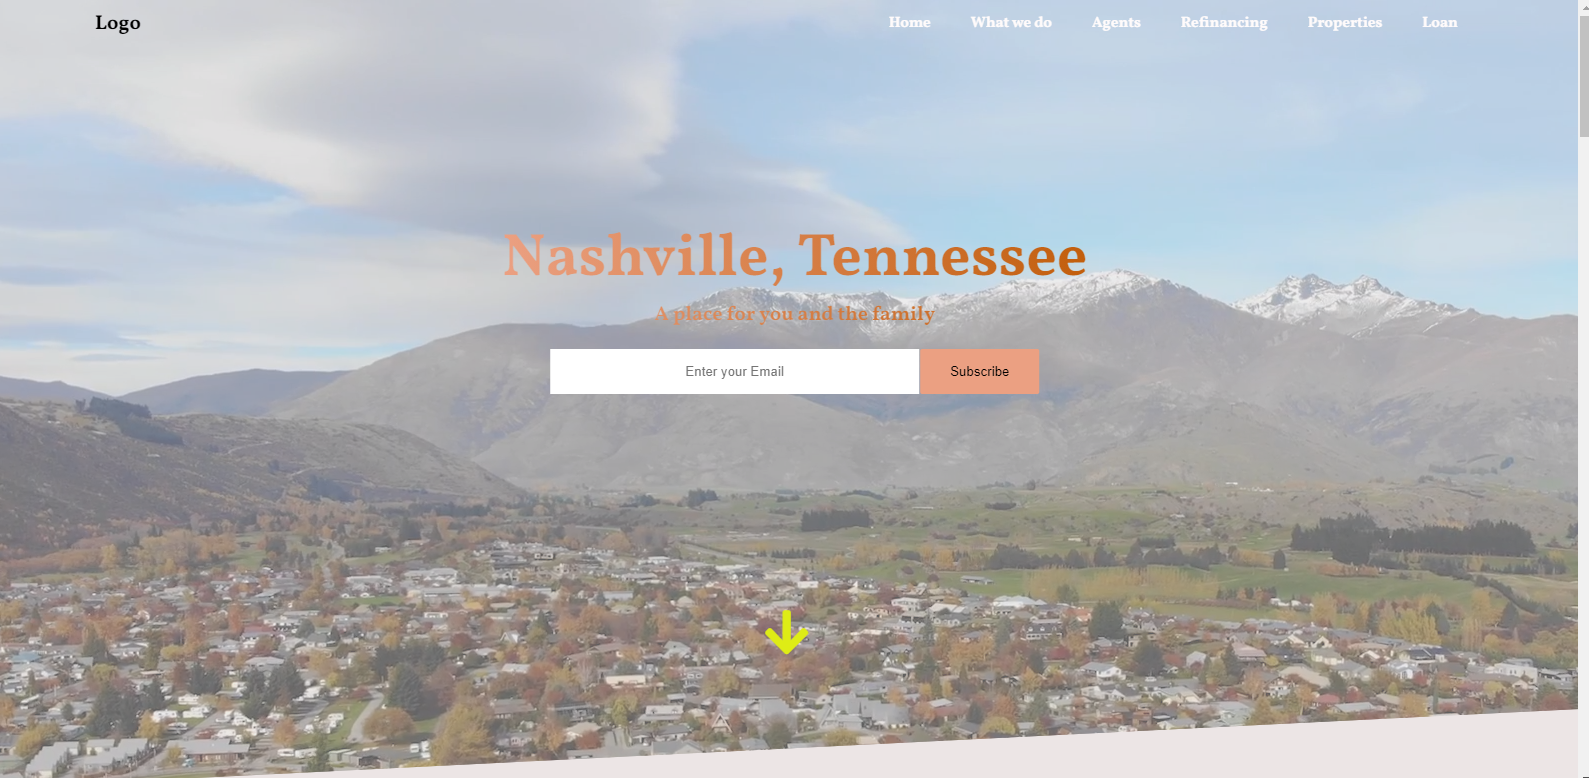 Logo
Home What we do Agents Refinancing Properties Loan
Nashville, Tennessee
A place for you and the family
Enter your Email Subscribe